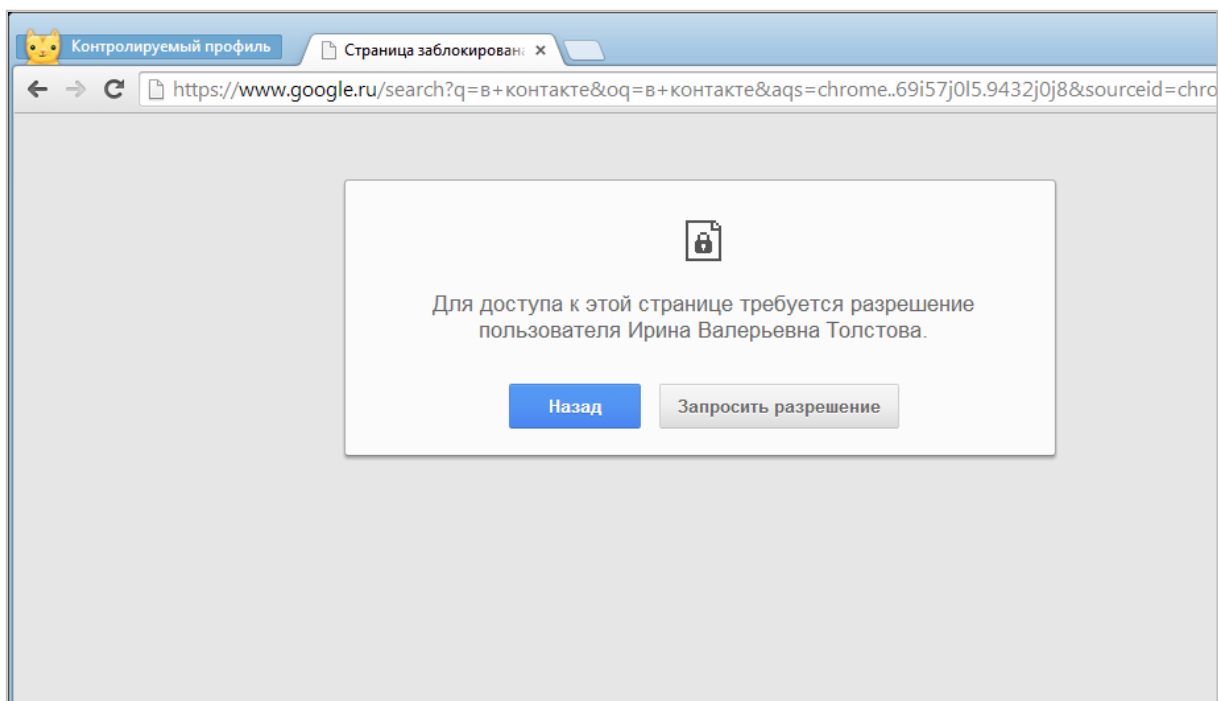 Контролируемый профиль
Страница заблокирован
https://www.google.ru/search?q=в+контакте&oq=в+контакте&aqs=chrome..69i57j0l5.9432j0j8&sourceid=chro
Для доступа к этой странице требуется разрешение
пользователя Ирина Валерьевна Толстова.
Назад
Запросить разрешение